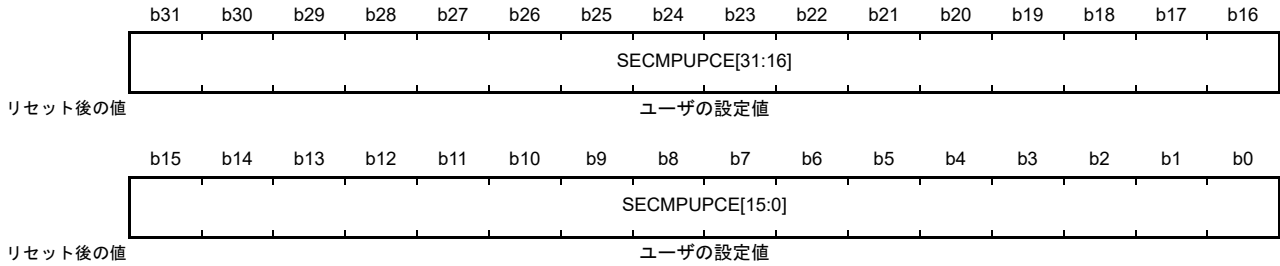 b31 b30 b29 b28 b27 b26 b25 b24 b23 b22 b21 b20 b19 b18 b17 b16
SECMPUPCE[31:16]
リセット後の値 ユーザの設定値
b15 b14 b13 b12 b11 b10 b9 b8 b7 b6 b5 b4 b3 b2 b1 b0
SECMPUPCE[15:0]
リセット後の値 ユーザの設定値